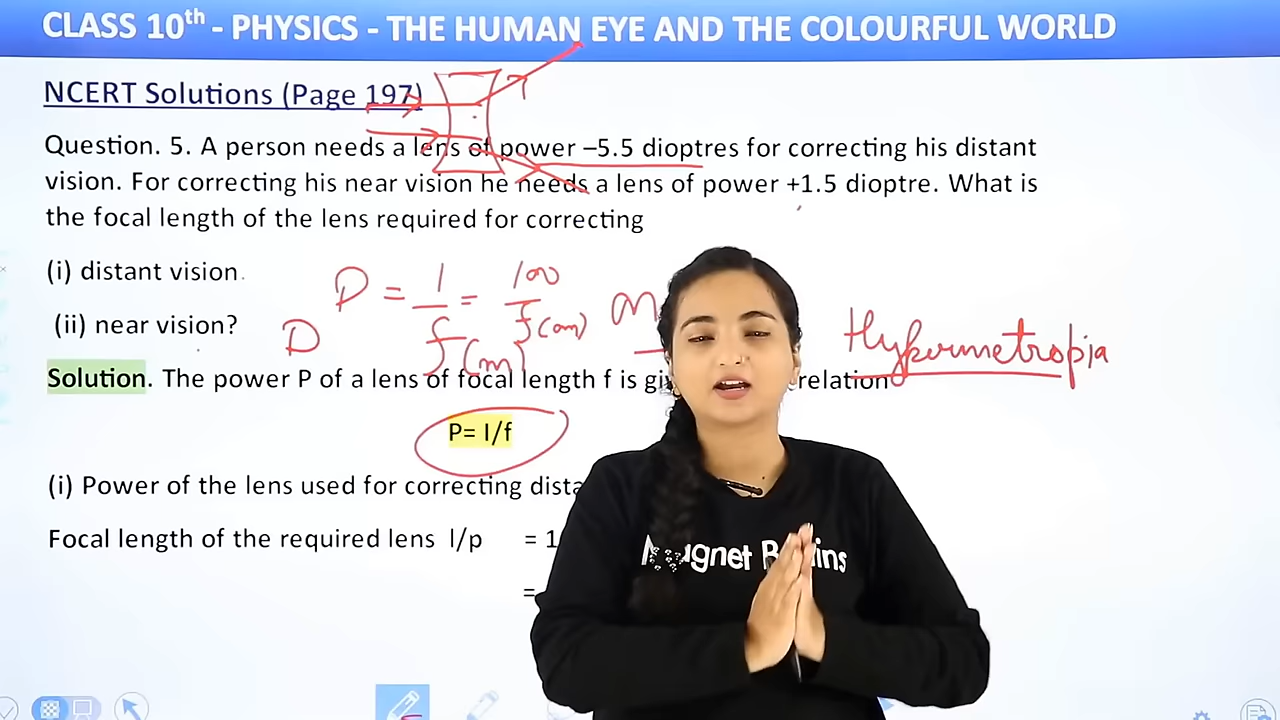 CLASS 10th - PHYSICS - THE HUMAN EYE AND THE COLOURFUL WORLD
NCERT Solutions (Page 197)
Question. 5. A person needs a lens of power –5.5 dioptres for correcting his distant
vision. For correcting his near vision he needs a lens of power +1.5 dioptre. What is
the focal length of the lens required for correcting
(i) distant vision.
(ii) near vision?
P = 1/f(m) = 100/f(cm)
D
Hypermetropia
Solution. The power P of a lens of focal length f is relation
P= I/f
(i) Power of the lens used for correcting
Focal length of the required lens I/p = 1
=
Magnet Brains